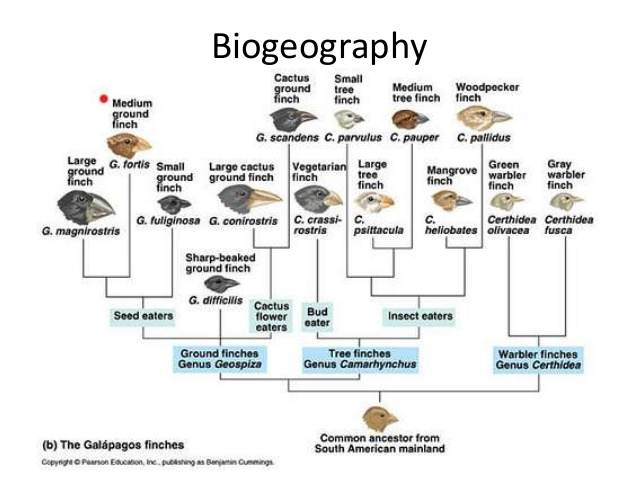 Biogeography
Cactus
ground
finch
G. scandens
Small
tree
finch
C. parvulus
Medium
tree finch
C. pauper
Woodpecker
finch
C. pallidus
Medium
ground
finch
G. fortis
Large
ground
finch
G. magnirostris
Small
ground
finch
G. fuliginosa
Large cactus
ground finch
G. conirostris
Vegetarian
finch
C. crassi-
rostris
Large
tree
finch
C.
psittacula
Mangrove
finch
C.
heliobates
Green
warbler
finch
Certhidea
olivacea
Gray
warbler
finch
Certhidea
fusca
Sharp-beaked
ground finch
G. difficilis
Seed eaters
Cactus
flower
eaters
Bud
eater
Insect eaters
Ground finches
Genus Geospiza
Tree finches
Genus Camarhynchus
Warbler finches
Genus Certhidea
Common ancestor from
South American mainland
(b) The Galápagos finches
Copyright © Pearson Education, Inc., publishing as Benjamin Cummings.